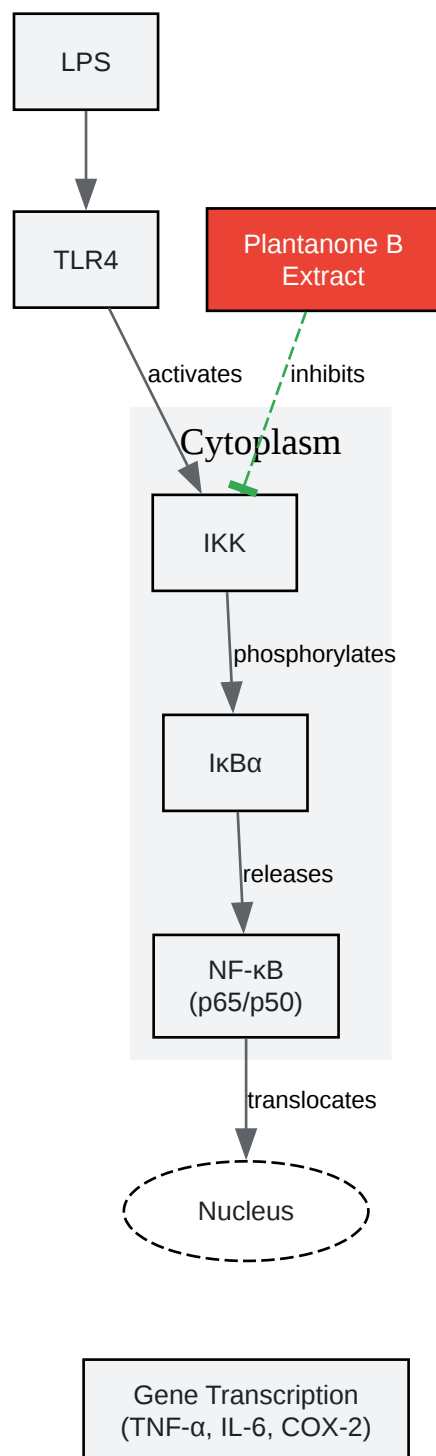 LPS
TLR4
Plantanone B
Extract
activates
inhibits
Cytoplasm
IKK
phosphorylates
IκBα
releases
NF-κB
(p65/p50)
translocates
Nucleus
Gene Transcription
(TNF-α, IL-6, COX-2)